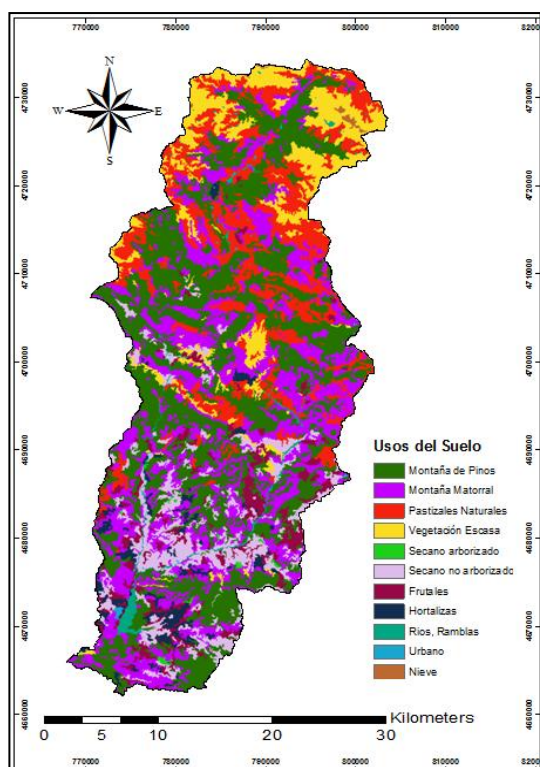 770000 780000 790000 800000 810000
N
W E
S
4730000 4730000
4720000 4720000
4710000 4710000
4700000 4700000
4690000 4690000
4680000 4680000
4670000 4670000
4660000 4660000
Usos del Suelo
Montaña de Pinos
Montaña Matorral
Pastizales Naturales
Vegetación Escasa
Secano arborizado
Secano no arborizado
Frutales
Hortalizas
Rios, Ramblas
Urbano
Nieve
Kilometers
0 5 10 20 30
770000 780000 790000 800000 810000